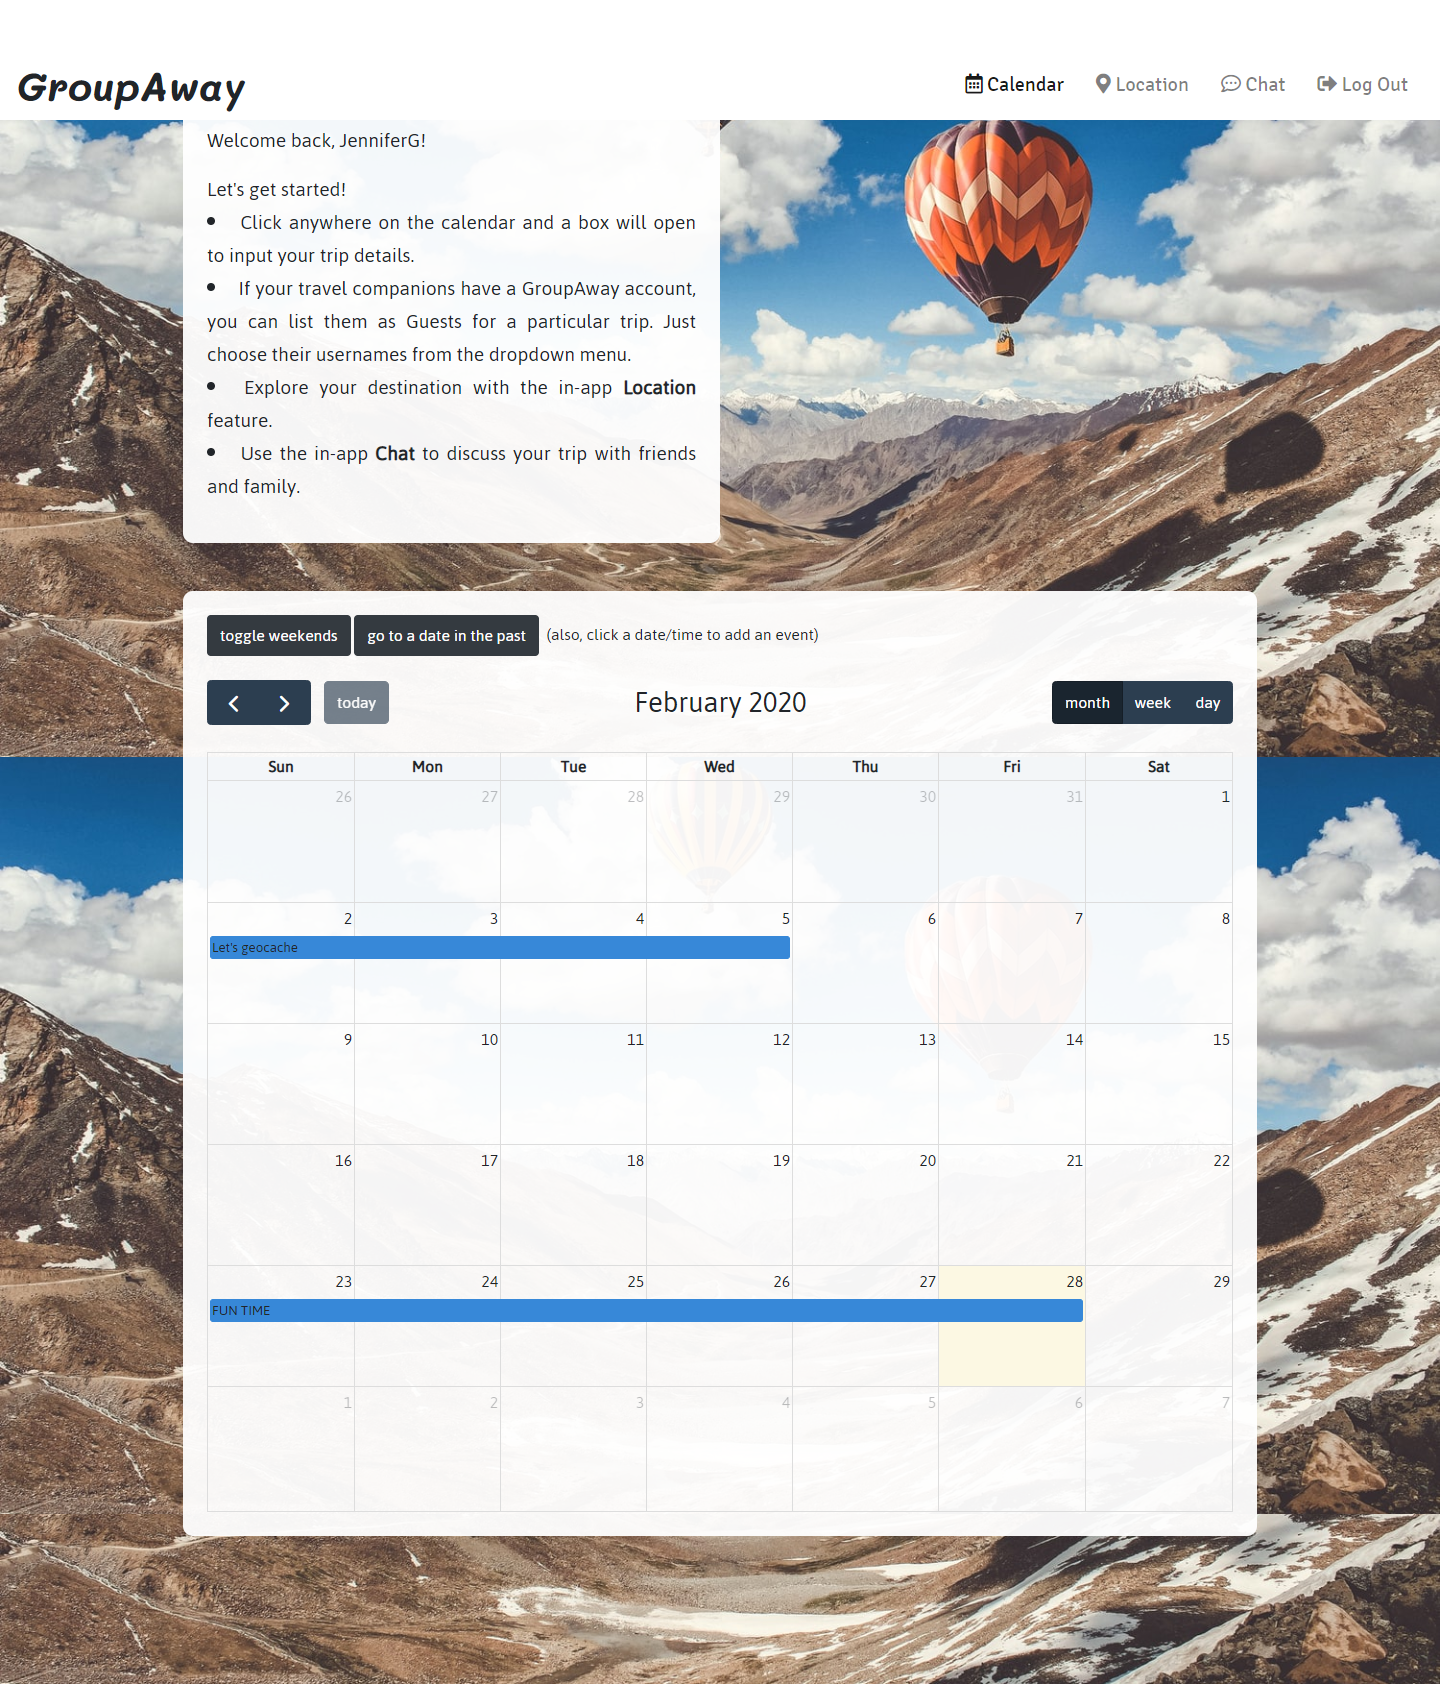 GroupAway
Calendar Location Chat Log Out
Welcome back, JenniferG!
Let's get started!
• Click anywhere on the calendar and a box will open
to input your trip details.
• If your travel companions have a GroupAway account,
you can list them as Guests for a particular trip. Just
choose their usernames from the dropdown menu.
• Explore your destination with the in-app Location
feature.
• Use the in-app Chat to discuss your trip with friends
and family.
toggle weekends go to a date in the past (also, click a date/time to add an event)
today February 2020 month week day
Sun Mon Tue Wed Thu Fri Sat
26 27 28 29 30 31 1
2 3 4 5 6 7 8
Let's geocache
9 10 11 12 13 14 15
16 17 18 19 20 21 22
23 24 25 26 27 28 29
FUN TIME
1 2 3 4 5 6 7